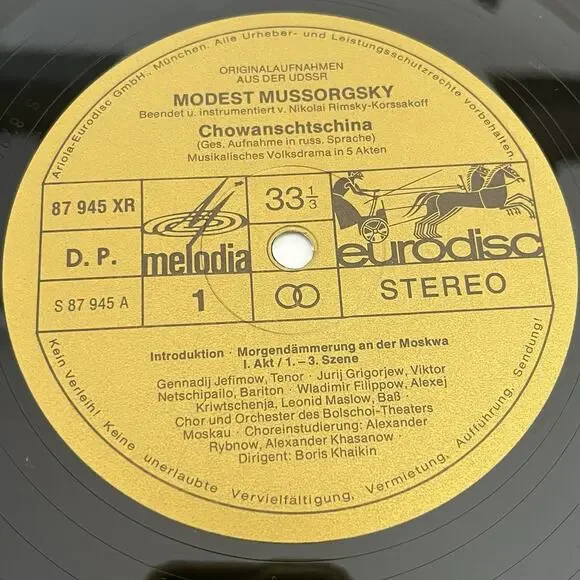 Ariola-Eurodisc GmbH., München. Alle Urheber- und Leistungsschutzrechte vorbehalten.
ORIGINALAUFNAHMEN
AUS DER UDSSR
MODEST MUSSORGSKY
Beendet u. instrumentiert v. Nikolai Rimsky-Korssakoff
Chowanschtschina
(Ges. Aufnahme in russ. Sprache)
Musikalisches Volksdrama in 5 Akten
87 945 XR
33 1/3
D. P.
melodia
eurodisc
S 87 945 A
1
STEREO
Introduktion · Morgendämmerung an der Moskwa
I. Akt / 1. – 3. Szene
Gennadij Jefimow, Tenor · Jurij Grigorjew, Viktor
Netschipailo, Bariton · Wladimir Filippow, Alexej
Kriwtschenja, Leonid Maslow, Baß ·
Chor und Orchester des Bolschoi-Theaters
Moskau · Choreinstudierung: Alexander
Rybnow, Alexander Khasanow ·
Dirigent: Boris Khaikin
Kein Verleih! Keine unerlaubte Vervielfältigung, Vermietung, Aufführung, Sendung!